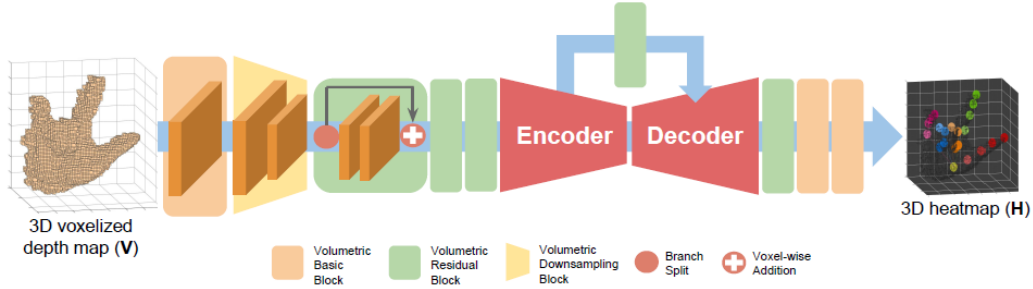 Encoder
Decoder
3D voxelized
depth map (V)
3D heatmap (H)
Volumetric
Basic
Block
Volumetric
Residual
Block
Volumetric
Downsampling
Block
Branch
Split
Voxel-wise
Addition